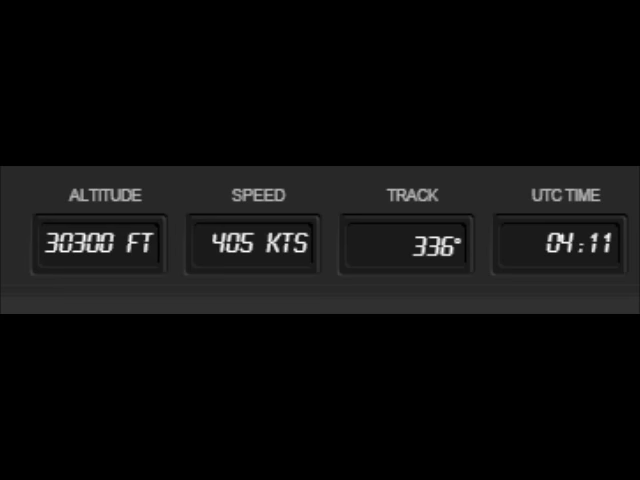 ALTITUDE SPEED TRACK UTC TIME
30300 FT 405 KTS 336° 04:11